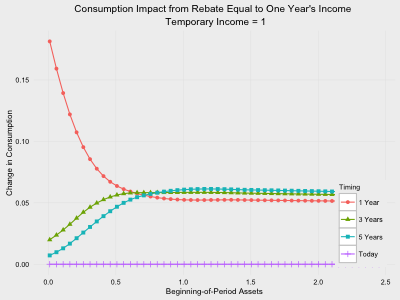 Consumption Impact from Rebate Equal to One Year's Income
Temporary Income = 1
Change in Consumption
0.15
0.10
0.05
0.00
Timing
1 Year
3 Years
5 Years
Today
0.0
0.5
1.0
1.5
2.0
2.5
Beginning-of-Period Assets